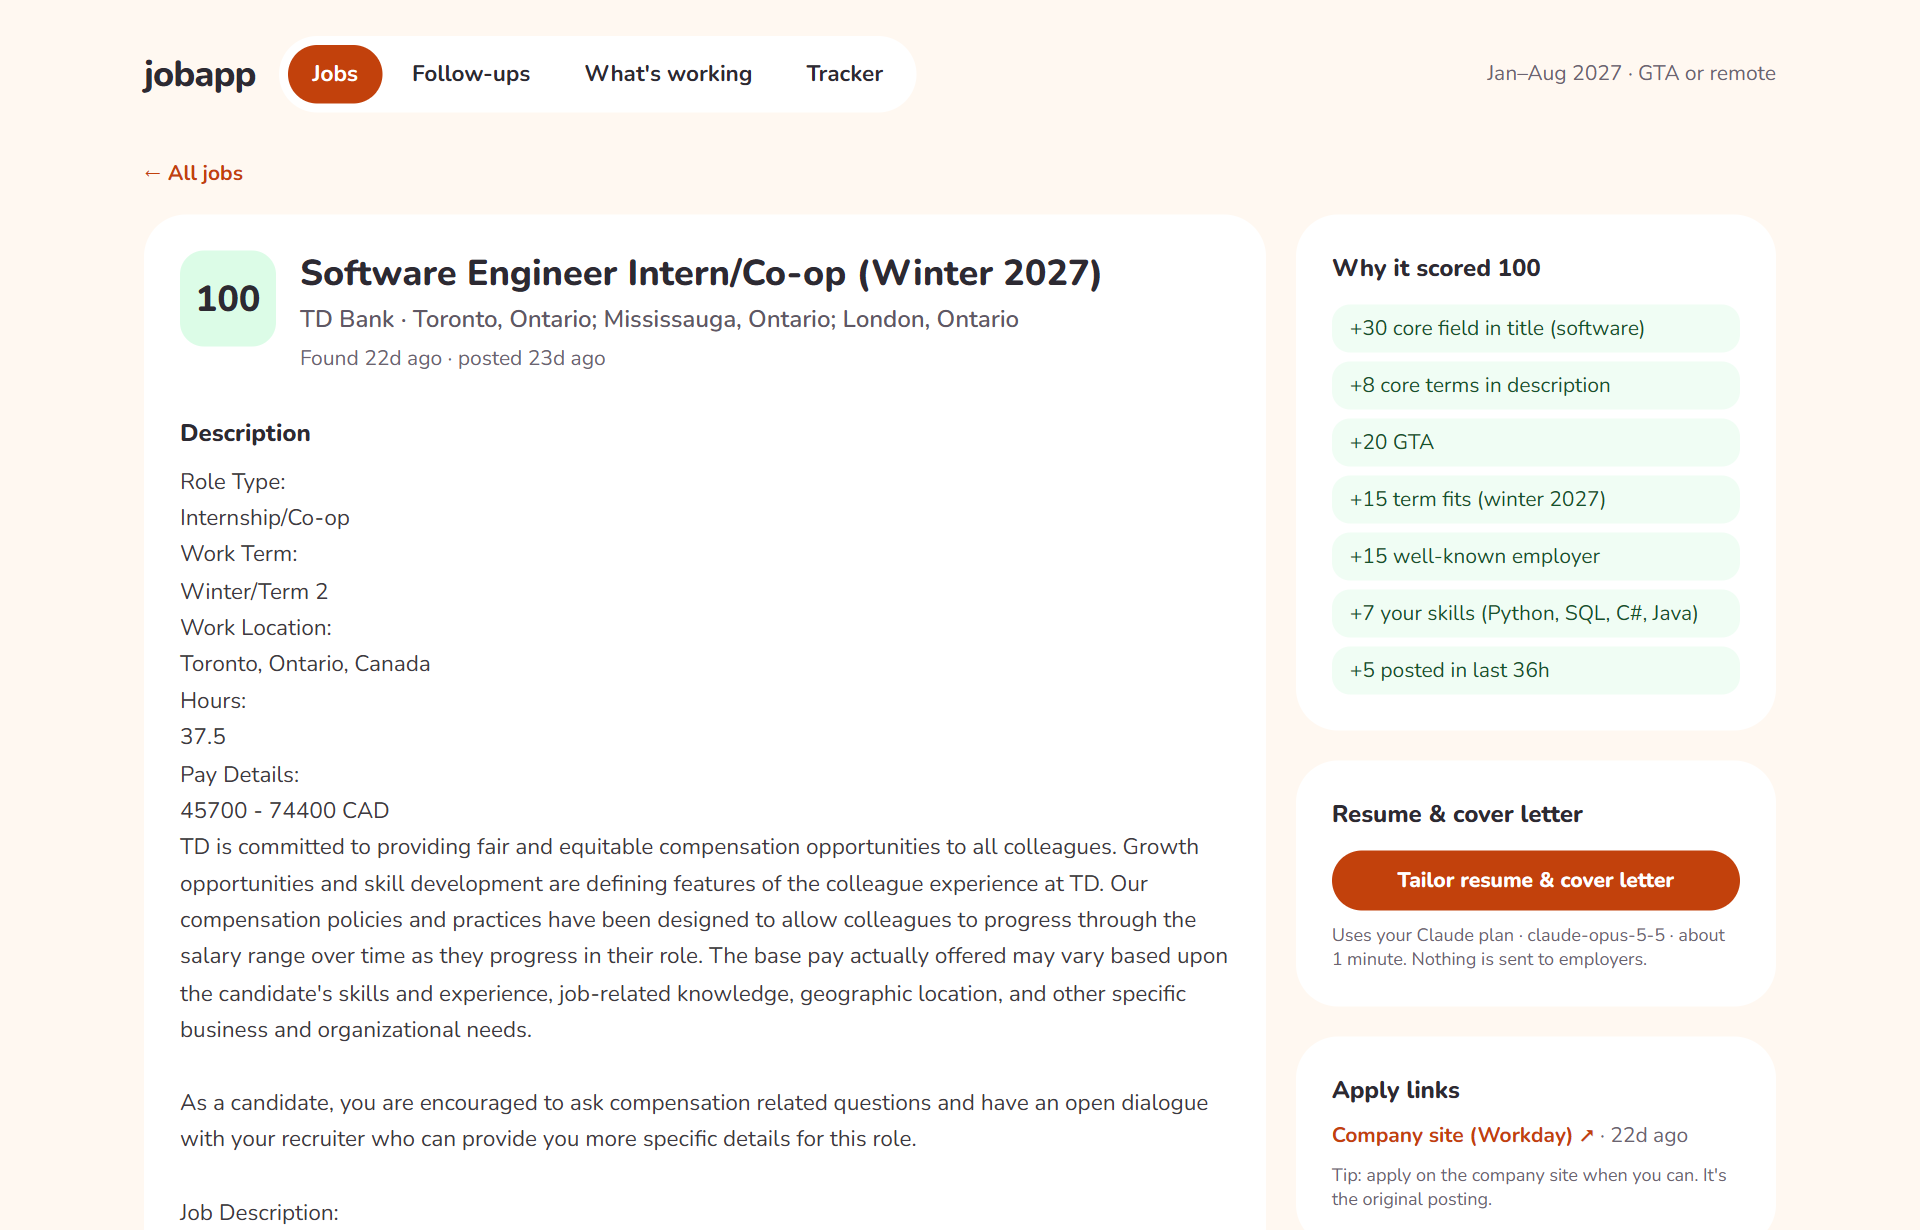 jobapp
Jobs
Follow-ups
What's working
Tracker
Jan–Aug 2027 · GTA or remote
← All jobs
100
Software Engineer Intern/Co-op (Winter 2027)
TD Bank · Toronto, Ontario; Mississauga, Ontario; London, Ontario
Found 22d ago · posted 23d ago
Description
Role Type:
Internship/Co-op
Work Term:
Winter/Term 2
Work Location:
Toronto, Ontario, Canada
Hours:
37.5
Pay Details:
45700 - 74400 CAD
TD is committed to providing fair and equitable compensation opportunities to all colleagues. Growth
opportunities and skill development are defining features of the colleague experience at TD. Our
compensation policies and practices have been designed to allow colleagues to progress through the
salary range over time as they progress in their role. The base pay actually offered may vary based upon
the candidate's skills and experience, job-related knowledge, geographic location, and other specific
business and organizational needs.
As a candidate, you are encouraged to ask compensation related questions and have an open dialogue
with your recruiter who can provide you more specific details for this role.
Job Description:
Why it scored 100
+30 core field in title (software)
+8 core terms in description
+20 GTA
+15 term fits (winter 2027)
+15 well-known employer
+7 your skills (Python, SQL, C#, Java)
+5 posted in last 36h
Resume & cover letter
Tailor resume & cover letter
Uses your Claude plan · claude-opus-5-5 · about
1 minute. Nothing is sent to employers.
Apply links
Company site (Workday) ↗ · 22d ago
Tip: apply on the company site when you can. It's
the original posting.